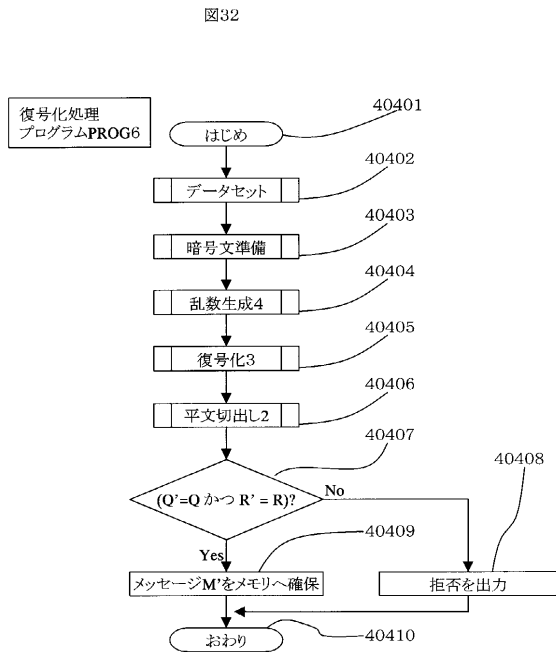 図32
復号化処理
プログラムPROG6
はじめ
40401
データセット
40402
暗号文準備
40403
乱数生成4
40404
復号化3
40405
平文切出し2
40406
(Q'=Q かつ R' = R)?
40407
No
40408
Yes
40409
メッセージM'をメモリへ確保
拒否を出力
おわり
40410